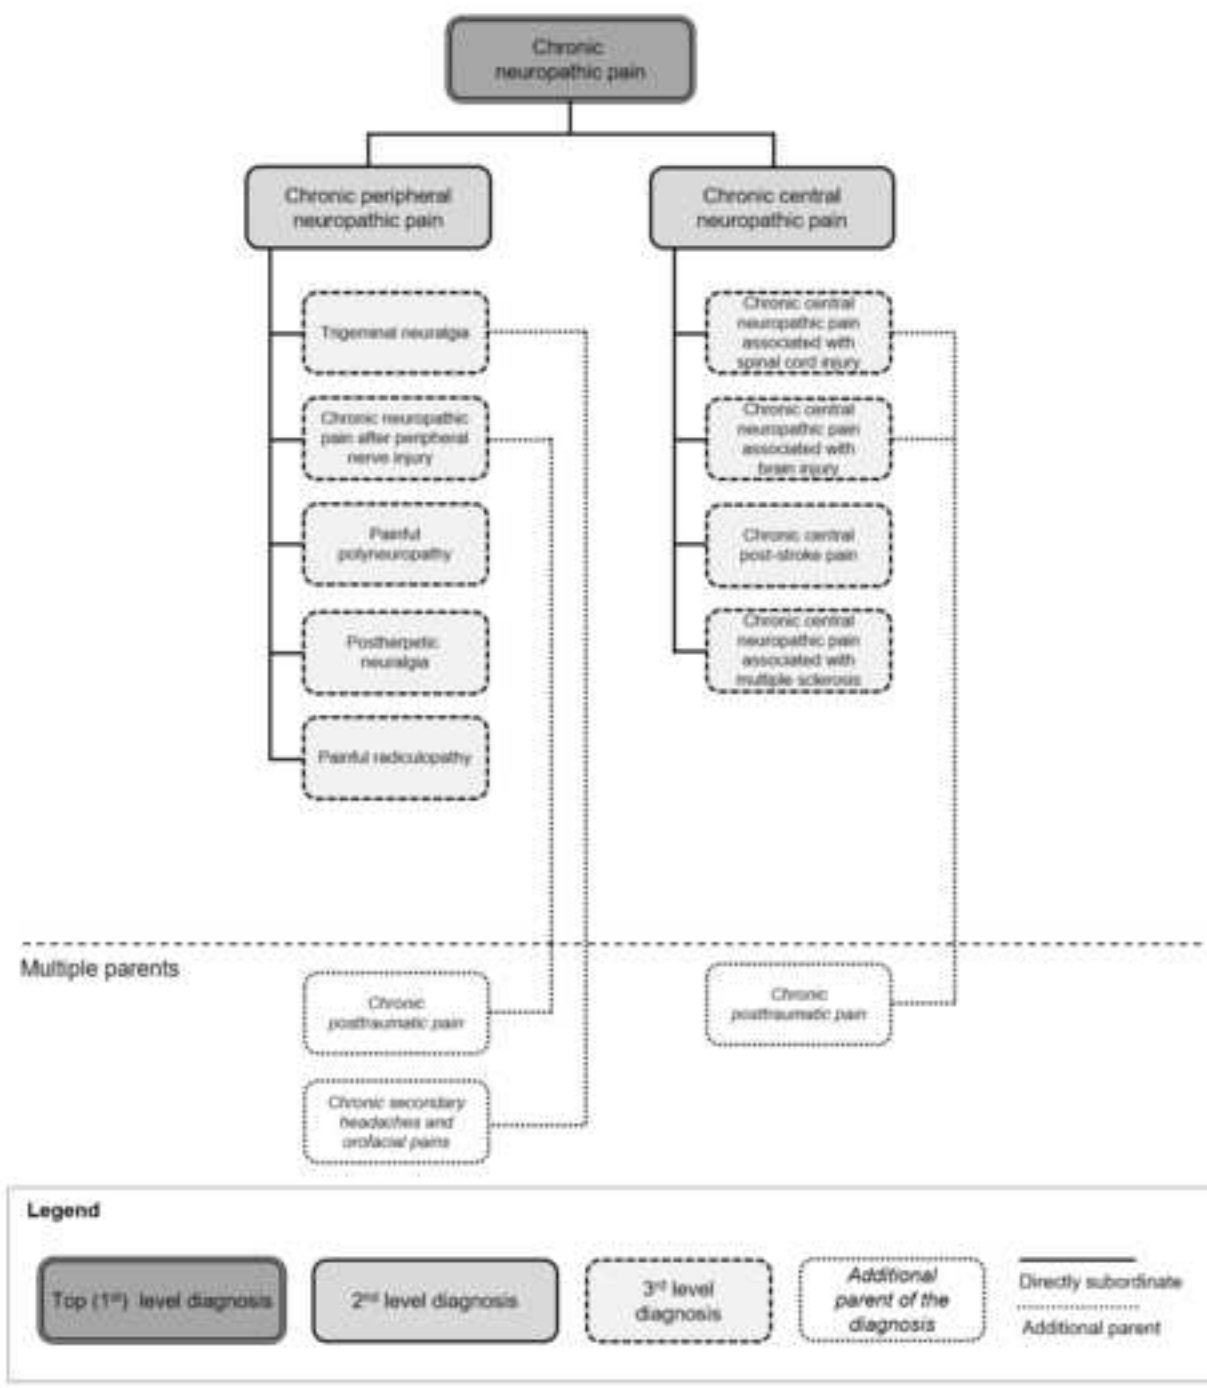 Chronic
neuropathic pain
Chronic peripheral
neuropathic pain
Chronic central
neuropathic pain
Trigeminal neuralgia
Chronic neuropathic
pain after peripheral
nerve injury
Painful
polyneuropathy
Postherpetic
neuralgia
Painful radiculopathy
Chronic central
neuropathic pain
associated with
spinal cord injury
Chronic central
neuropathic pain
associated with
brain injury
Chronic central
post-stroke pain
Chronic central
neuropathic pain
associated with
multiple sclerosis
Multiple parents
Chronic
posttraumatic pain
Chronic secondary
headaches and
orofacial pains
Chronic
posttraumatic pain
Legend
Top (1st) level diagnosis
2nd level diagnosis
3rd level
diagnosis
Additional
parent of the
diagnosis
Directly subordinate
Additional parent